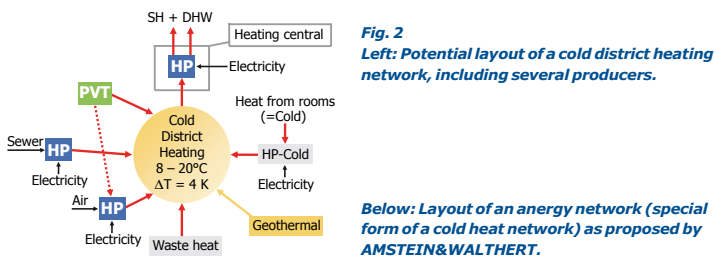 SH + DHW
Heating central
HP
Electricity
PVT
Heat from rooms
(=Cold)
Cold
District
Heating
8 – 20°C
ΔT = 4 K
Sewer
HP
Electricity
HP-Cold
Electricity
Air
HP
Electricity
Waste heat
Geothermal
Fig. 2
Left: Potential layout of a cold district heating
network, including several producers.
Below: Layout of an anergy network (special
form of a cold heat network) as proposed by
AMSTEIN&WALTHERT.